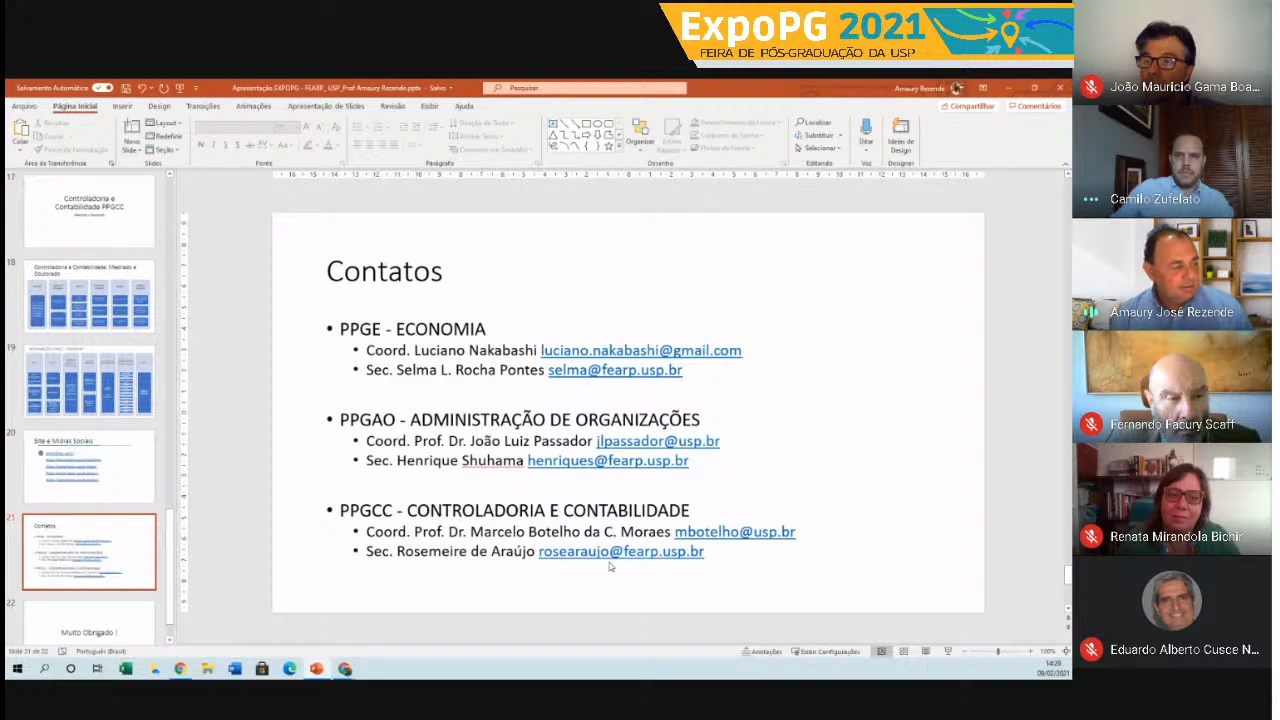 ExpoPG 2021
FEIRA DE PÓS-GRADUAÇÃO DA USP
Salvamento Automático
Apresentação EXPOPG - FEARP_ USP_Prof Amaury Rezende.pptx - Salvo
Pesquisar
Amaury Rezende
Arquivo Página Inicial Inserir Design Transições Animações Apresentação de Slides Revisão Exibir Ajuda
Compartilhar Comentários
Colar
Novo Slide
Layout
Redefinir
Seção
Organizar
Localizar
Substituir
Selecionar
Ditar
Ideias de Design
Área de Transferência Slides Fonte Parágrafo Desenho Editando Voz Designer
17
Controladoria e
Contabilidade PPGCC
18
Controladoria e Contabilidade: Mestrado e
Doutorado
19
20
Site e Mídias Sociais
21
Contatos
22
Muito Obrigado !
Contatos
• PPGE - ECONOMIA
• Coord. Luciano Nakabashi luciano.nakabashi@gmail.com
• Sec. Selma L. Rocha Pontes selma@fearp.usp.br
• PPGAO - ADMINISTRAÇÃO DE ORGANIZAÇÕES
• Coord. Prof. Dr. João Luiz Passador jlpassador@usp.br
• Sec. Henrique Shuhama henriques@fearp.usp.br
• PPGCC - CONTROLADORIA E CONTABILIDADE
• Coord. Prof. Dr. Marcelo Botelho da C. Moraes mbotelho@usp.br
• Sec. Rosemeire de Araújo rosearaujo@fearp.usp.br
Slide 21 de 22 Português (Brasil)
Anotações
100%
14:29
09/02/2021
João Mauricio Gama Boa...
Camilo Zufelato
Amaury José Rezende
Fernando Facury Scaff
Renata Mirandola Bichir
Eduardo Alberto Cusce N...